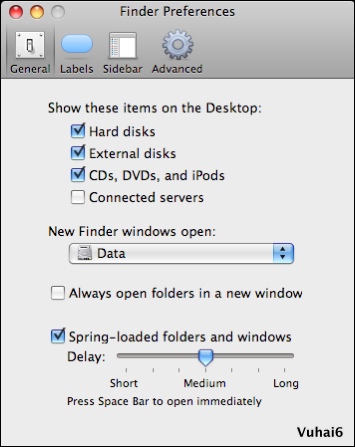 Finder Preferences
General Labels Sidebar Advanced
Show these items on the Desktop:
Hard disks
External disks
CDs, DVDs, and iPods
Connected servers
New Finder windows open:
Data
Always open folders in a new window
Spring-loaded folders and windows
Delay:
Short Medium Long
Press Space Bar to open immediately
Vuhai6